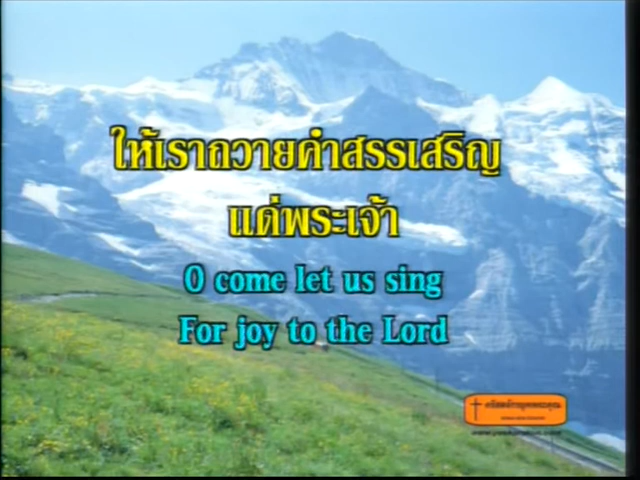 ให้เราถวายคำสรรเสริญ
แด่พระเจ้า
O come let us sing
For joy to the Lord